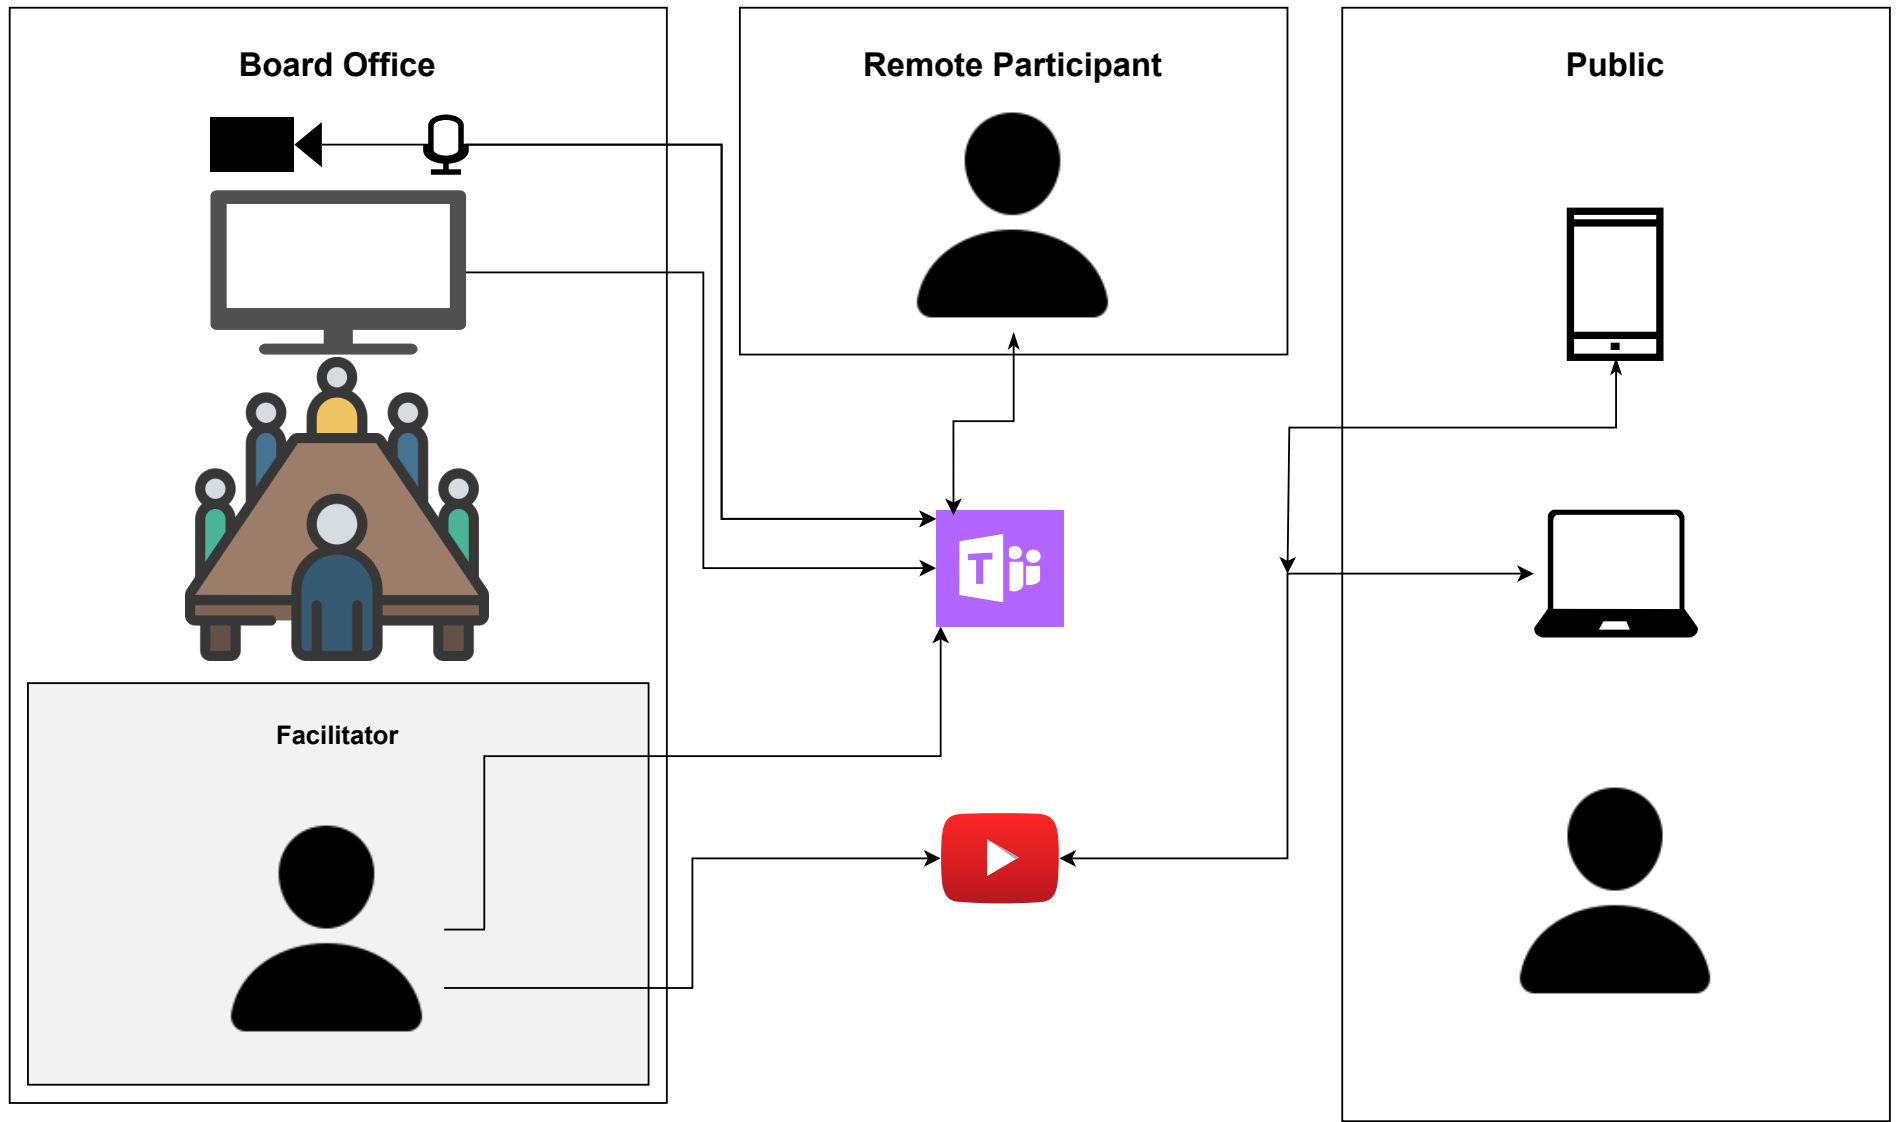 Board Office
Remote Participant
Public
T
Facilitator